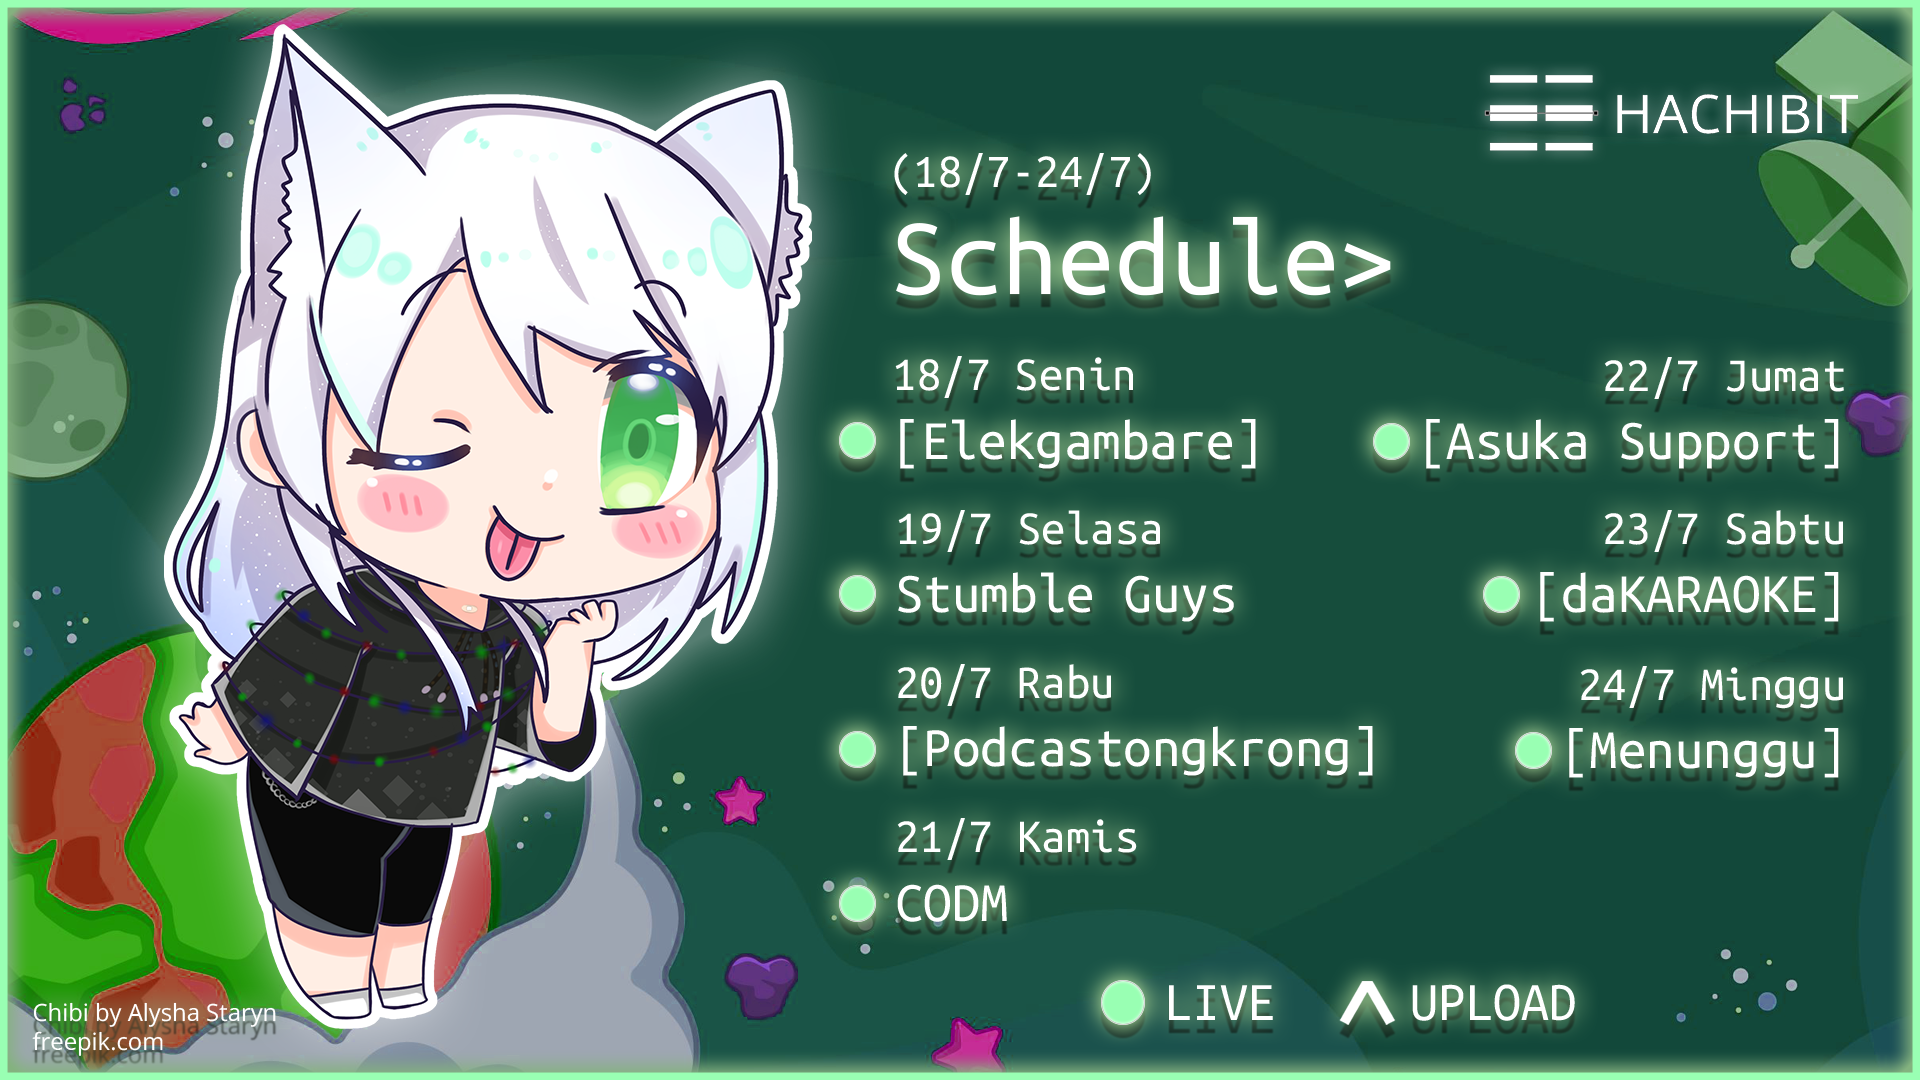 HACHIBIT
(18/7-24/7)
Schedule>
18/7 Senin
[Elekgambare]
19/7 Selasa
Stumble Guys
20/7 Rabu
[Podcastongkrong]
21/7 Kamis
CODM
22/7 Jumat
[Asuka Support]
23/7 Sabtu
[daKARAOKE]
24/7 Minggu
[Menunggu]
LIVE
UPLOAD
Chibi by Alysha Staryn
freepik.com